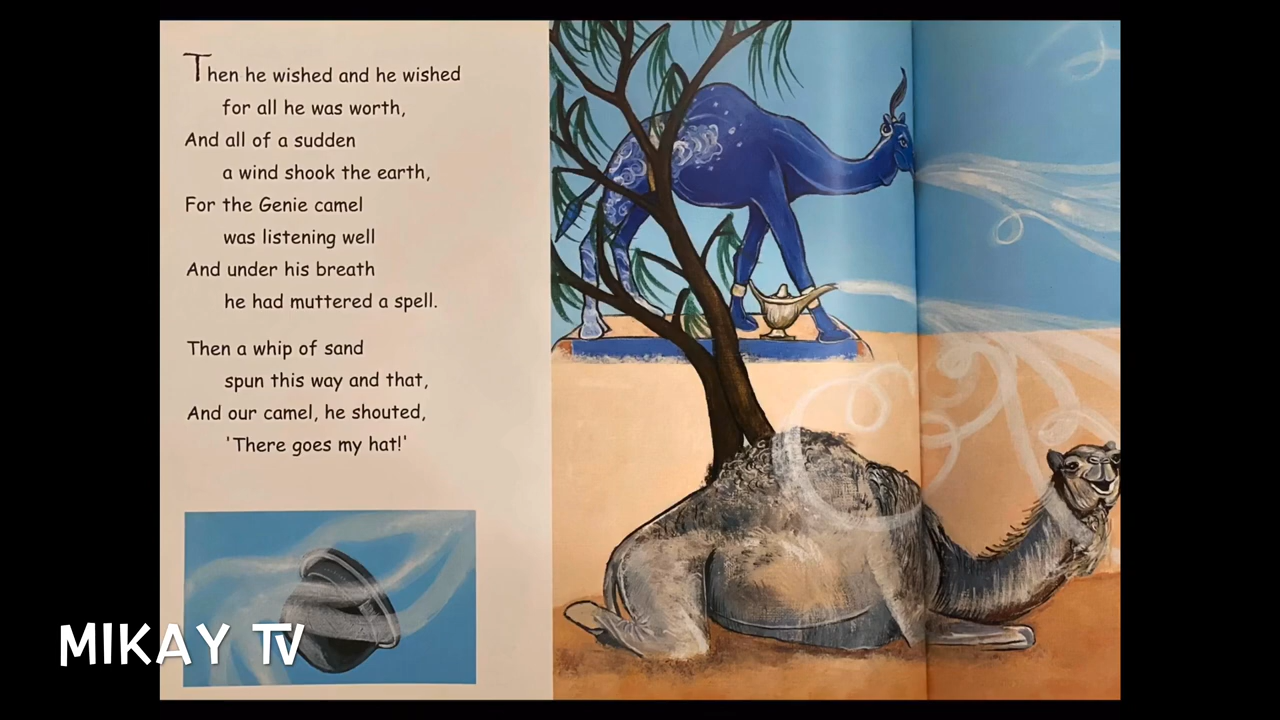 Then he wished and he wished
for all he was worth,
And all of a sudden
a wind shook the earth,
For the Genie camel
was listening well
And under his breath
he had muttered a spell.
Then a whip of sand
spun this way and that,
And our camel, he shouted,
'There goes my hat!'
MIKAY TV